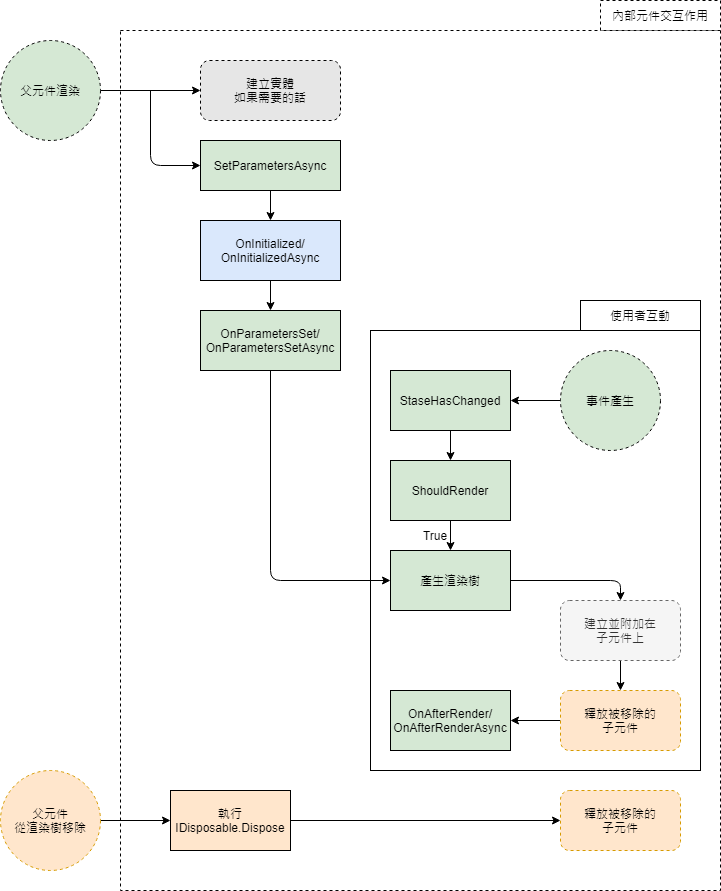 內部元件交互作用
父元件渲染
建立實體
如果需要的話
SetParametersAsync
OnInitialized/
OnInitializedAsync
OnParametersSet/
OnParametersSetAsync
使用者互動
StaseHasChanged
事件產生
ShouldRender
True
產生渲染樹
建立並附加在
子元件上
OnAfterRender/
OnAfterRenderAsync
釋放被移除的
子元件
父元件
從渲染樹移除
執行
IDisposable.Dispose
釋放被移除的
子元件